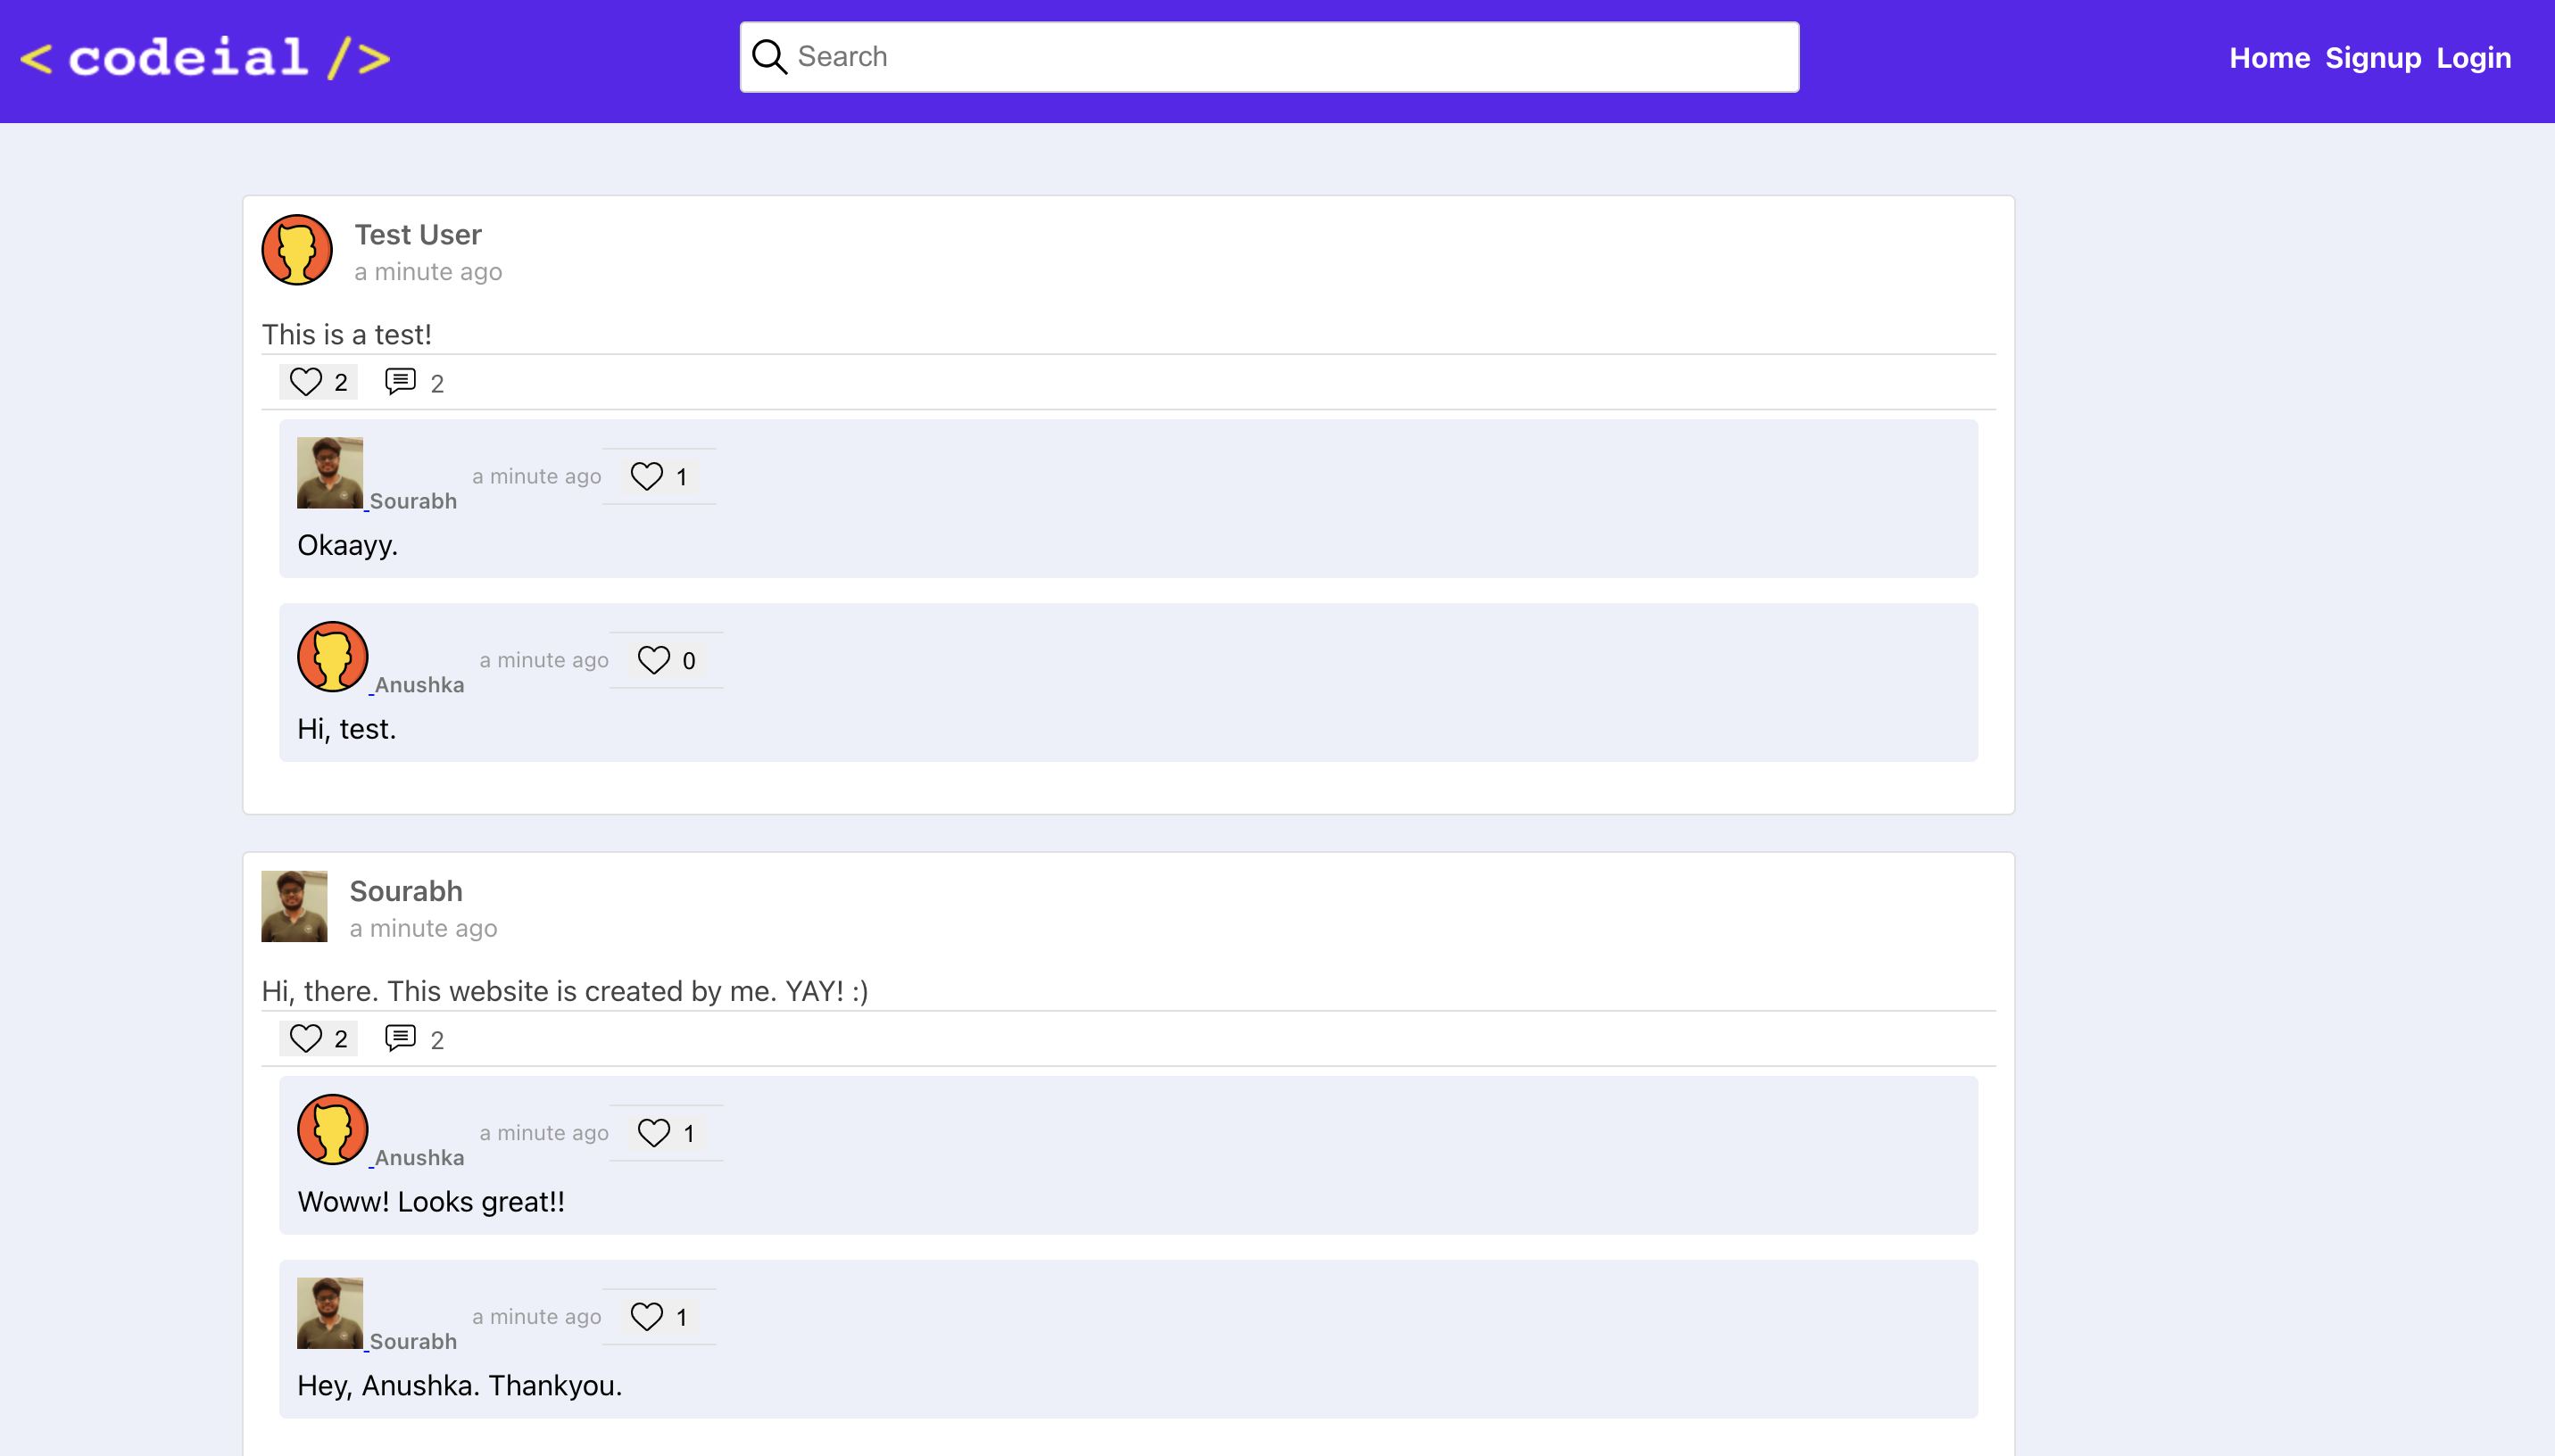 < codeial />
Search
Home Signup Login
Test User
a minute ago
This is a test!
2 2
Sourabh a minute ago 1
Okaayy.
Anushka a minute ago 0
Hi, test.
Sourabh
a minute ago
Hi, there. This website is created by me. YAY! :)
2 2
Anushka a minute ago 1
Woww! Looks great!!
Sourabh a minute ago 1
Hey, Anushka. Thankyou.